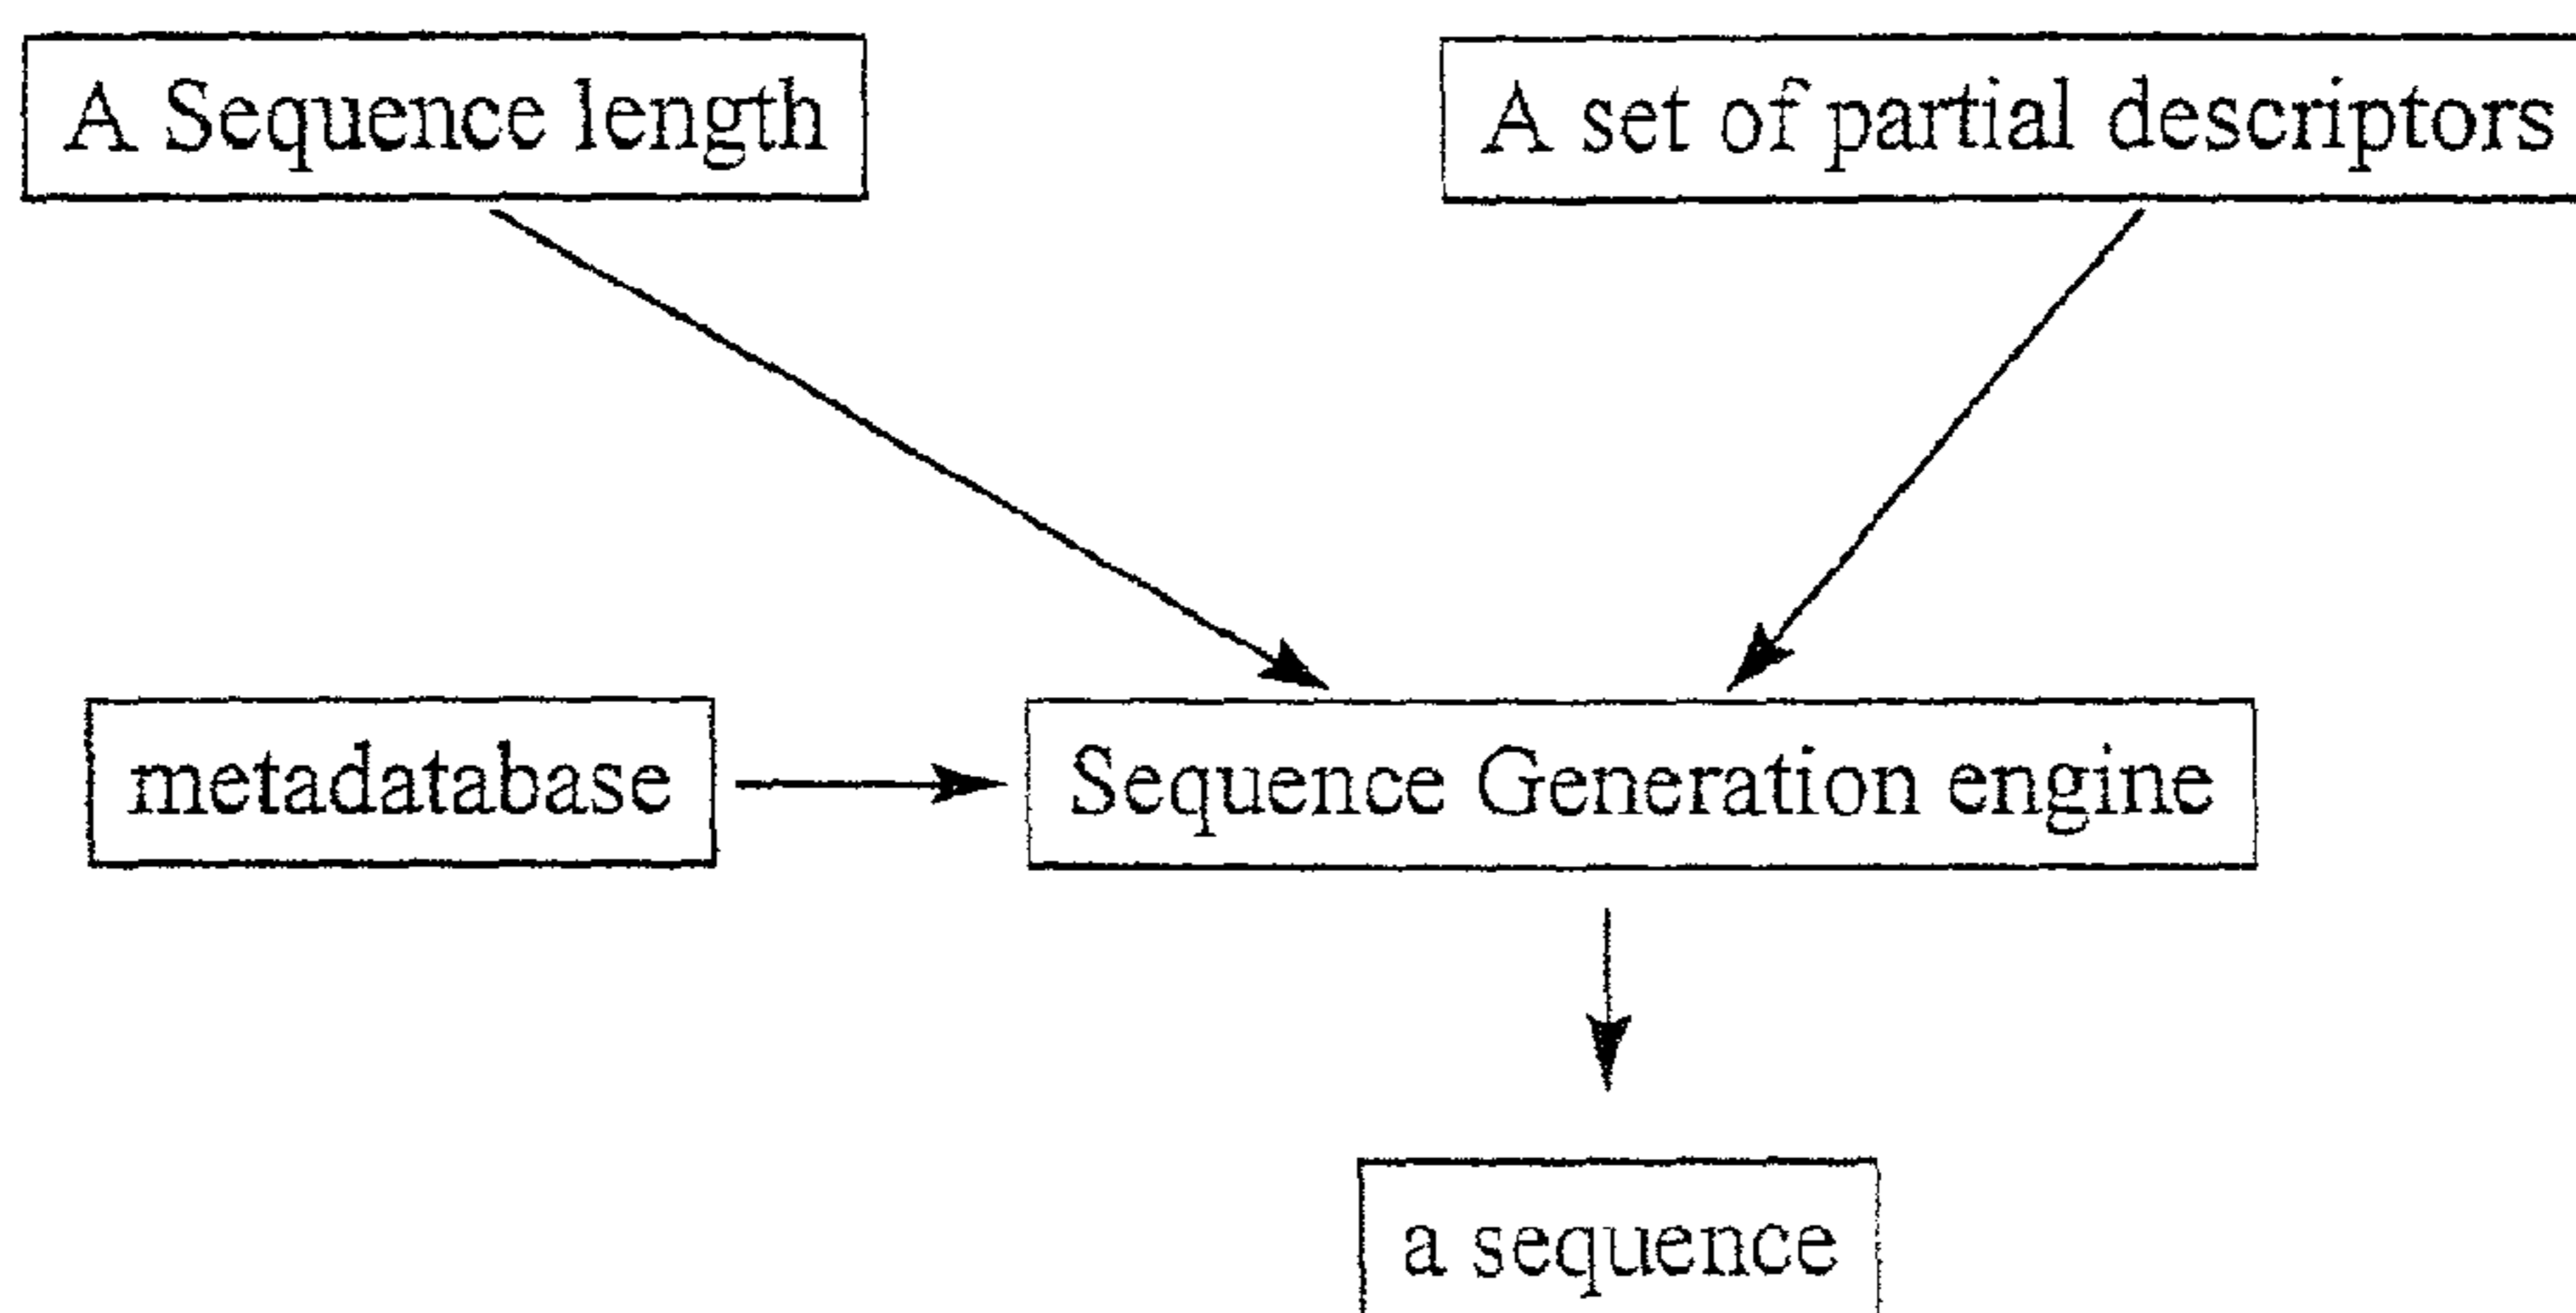 A Sequence length
A set of partial descriptors
metadatabase
Sequence Generation engine
a sequence